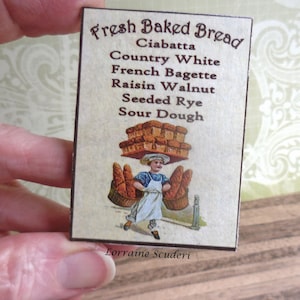 Fresh Baked Bread
Ciabatta
Country White
French Bagette
Raisin Walnut
Seeded Rye
Sour Dough
Lorraine Scuderi